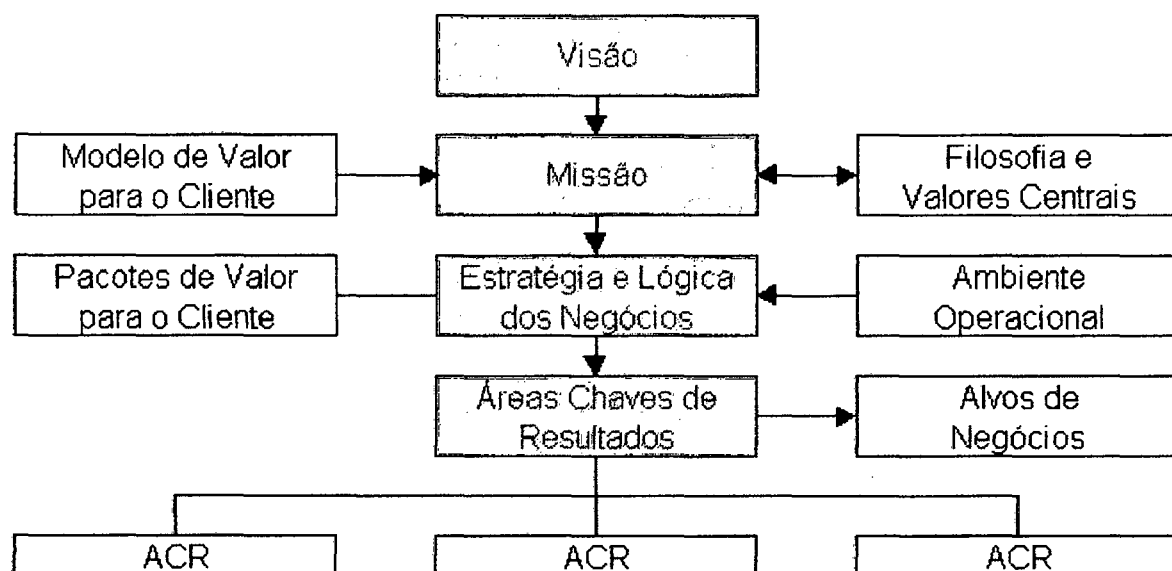 Visão
Modelo de Valor
para o Cliente
Missão
Filosofia e
Valores Centrais
Pacotes de Valor
para o Cliente
Estratégia e Lógica
dos Negócios
Ambiente
Operacional
Áreas Chaves de
Resultados
Alvos de
Negócios
ACR
ACR
ACR